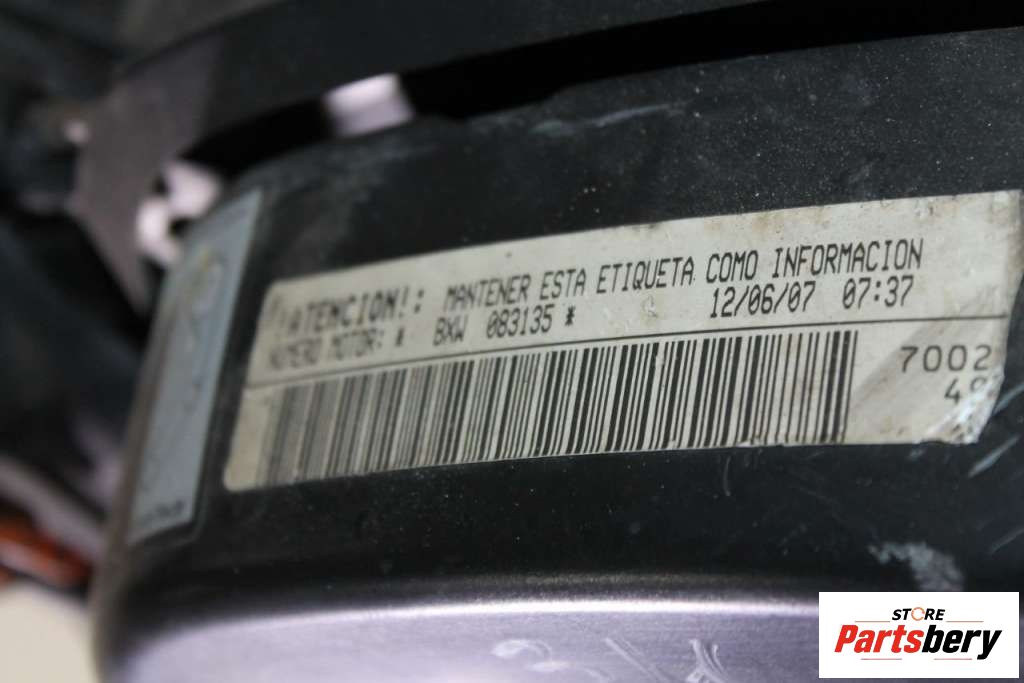 ¡ATENCION!: MANTENER ESTA ETIQUETA COMO INFORMACION
NUMERO MOTOR: * BXW 083135 * 12/06/07 07:37
7002
STORE
Partsbery